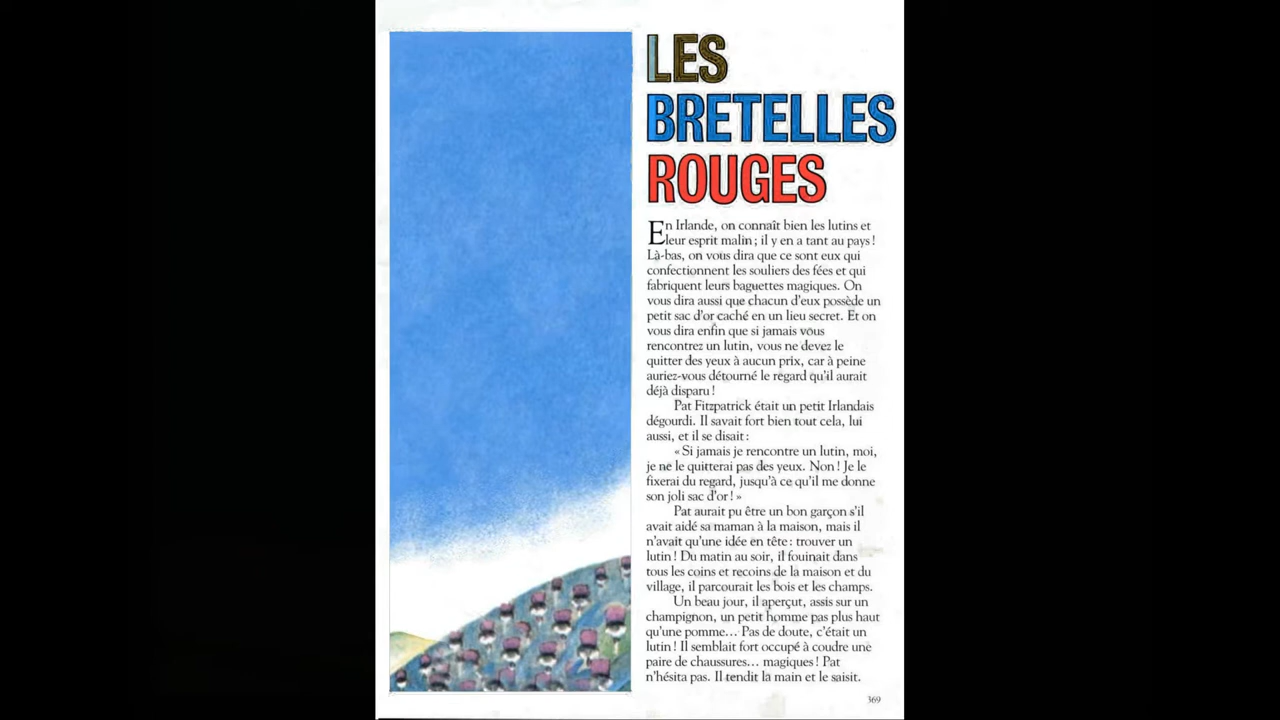 LES
BRETELLES
ROUGES
En Irlande, on connaît bien les lutins et
leur esprit malin ; il y en a tant au pays !
Là-bas, on vous dira que ce sont eux qui
confectionnent les souliers des fées et qui
fabriquent leurs baguettes magiques. On
vous dira aussi que chacun d'eux possède un
petit sac d'or caché en un lieu secret. Et on
vous dira enfin que si jamais vous
rencontrez un lutin, vous ne devez le
quitter des yeux à aucun prix, car à peine
auriez-vous détourné le regard qu'il aurait
déjà disparu !
Pat Fitzpatrick était un petit Irlandais
dégourdi. Il savait fort bien tout cela, lui
aussi, et il se disait :
« Si jamais je rencontre un lutin, moi,
je ne le quitterai pas des yeux. Non ! Je le
fixerai du regard, jusqu'à ce qu'il me donne
son joli sac d'or ! »
Pat aurait pu être un bon garçon s'il
avait aidé sa maman à la maison, mais il
n'avait qu'une idée en tête : trouver un
lutin ! Du matin au soir, il fouinait dans
tous les coins et recoins de la maison et du
village, il parcourait les bois et les champs.
Un beau jour, il aperçut, assis sur un
champignon, un petit homme pas plus haut
qu'une pomme... Pas de doute, c'était un
lutin ! Il semblait fort occupé à coudre une
paire de chaussures... magiques ! Pat
n'hésita pas. Il tendit la main et le saisit.
369